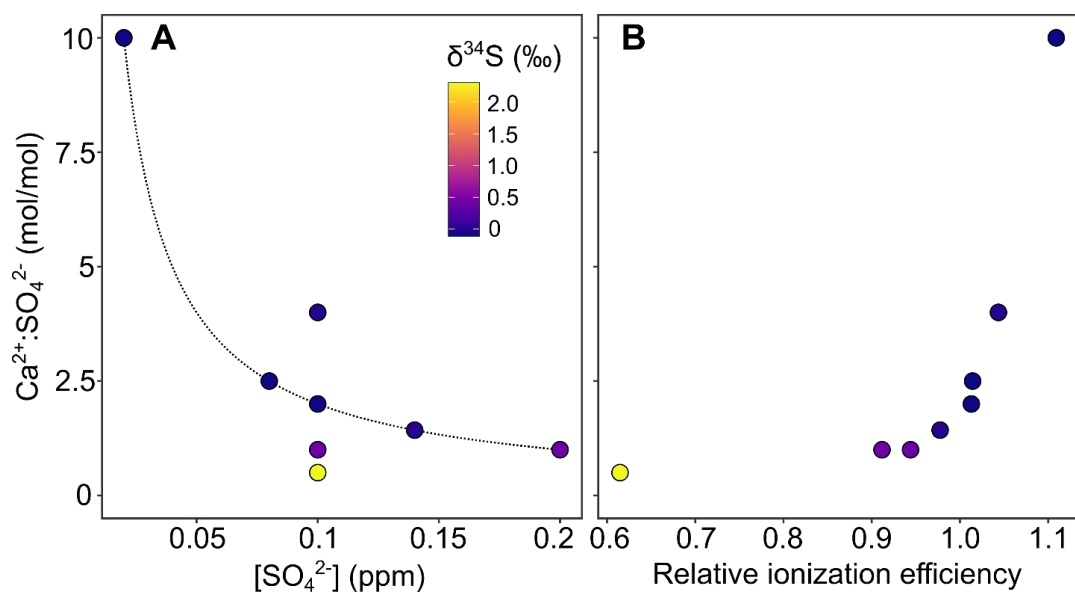 A
B
δ³⁴S (‰)
2.0
1.5
1.0
0.5
0
10
7.5
5
2.5
0
Ca²⁺:SO₄²⁻ (mol/mol)
0.05 0.1 0.15 0.2
[SO₄²⁻] (ppm)
0.6 0.7 0.8 0.9 1.0 1.1
Relative ionization efficiency